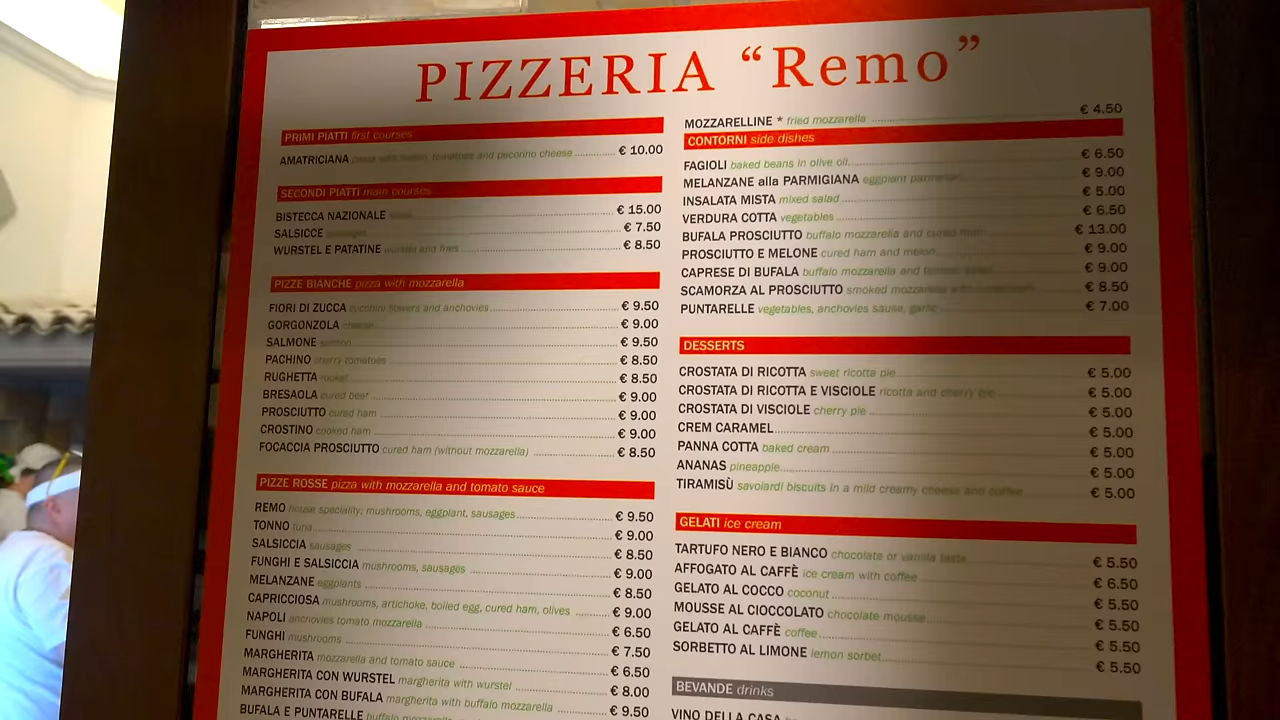 PIZZERIA “Remo”
PRIMI PIATTI first courses
AMATRICIANA pasta with tomatoes and pecorino cheese € 10.00
SECONDI PIATTI main courses
BISTECCA NAZIONALE € 15.00
SALSICCE € 7.50
WURSTEL E PATATINE wurstel and fries € 8.50
PIZZE BIANCHE pizza with mozzarella
FIORI DI ZUCCA zucchini flowers and anchovies € 9.50
GORGONZOLA cheese € 9.00
SALMONE salmon € 9.50
PACHINO cherry tomatoes € 8.50
RUGHETTA rocket € 8.50
BRESAOLA cured beef € 9.00
PROSCIUTTO cured ham € 9.00
CROSTINO cooked ham € 9.00
FOCACCIA PROSCIUTTO cured ham (without mozzarella) € 8.50
PIZZE ROSSE pizza with mozzarella and tomato sauce
REMO house speciality; mushrooms, eggplant, sausages € 9.50
TONNO tuna € 9.00
SALSICCIA sausages € 8.50
FUNGHI E SALSICCIA mushrooms, sausages € 9.00
MELANZANE eggplants € 8.50
CAPRICCIOSA mushrooms, artichoke, boiled egg, cured ham, olives € 9.00
NAPOLI anchovies tomato mozzarella € 6.50
FUNGHI mushrooms € 7.50
MARGHERITA mozzarella and tomato sauce € 6.50
MARGHERITA CON WURSTEL margherita with wurstel € 8.00
MARGHERITA CON BUFALA margherita with buffalo mozzarella € 9.50
BUFALA E PUNTARELLE buffalo
MOZZARELLINE * fried mozzarella € 4.50
CONTORNI side dishes
FAGIOLI baked beans in olive oil € 6.50
MELANZANE alla PARMIGIANA eggplant € 9.00
INSALATA MISTA mixed salad € 5.00
VERDURA COTTA vegetables € 6.50
BUFALA PROSCIUTTO buffalo mozzarella and cured ham € 13.00
PROSCIUTTO E MELONE cured ham and melon € 9.00
CAPRESE DI BUFALA buffalo mozzarella and € 9.00
SCAMORZA AL PROSCIUTTO smoked mozzarella € 8.50
PUNTARELLE vegetables, anchovies sause, garlic € 7.00
DESSERTS
CROSTATA DI RICOTTA sweet ricotta pie € 5.00
CROSTATA DI RICOTTA E VISCIOLE ricotta and cherry pie € 5.00
CROSTATA DI VISCIOLE cherry pie € 5.00
CREM CARAMEL € 5.00
PANNA COTTA baked cream € 5.00
ANANAS pineapple € 5.00
TIRAMISÙ savoiardi biscuits in a mild creamy cheese and coffee € 5.00
GELATI ice cream
TARTUFO NERO E BIANCO chocolate or vanilla taste € 5.50
AFFOGATO AL CAFFÈ ice cream with coffee € 6.50
GELATO AL COCCO coconut € 5.50
MOUSSE AL CIOCCOLATO chocolate mousse € 5.50
GELATO AL CAFFÈ coffee € 5.50
SORBETTO AL LIMONE lemon sorbet € 5.50
BEVANDE drinks
VINO DELLA CASA